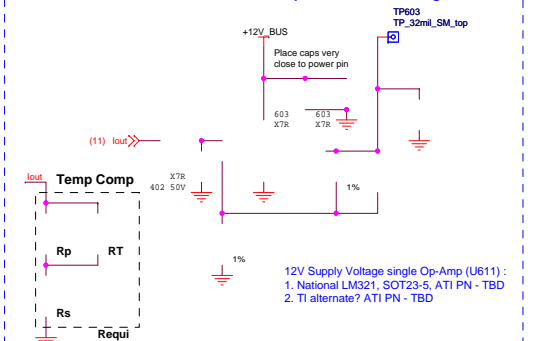 TP603
TP_32mil_SM_top
+12V_BUS
Place caps very
close to power pin
603 603
X7R X7R
(11) Iout
X7R
402 50V
1%
Iout
Temp Comp
Rp RT
1%
12V Supply Voltage single Op-Amp (U611) :
1. National LM321, SOT23-5, ATI PN - TBD
2. TI alternate? ATI PN - TBD
Rs
Requi